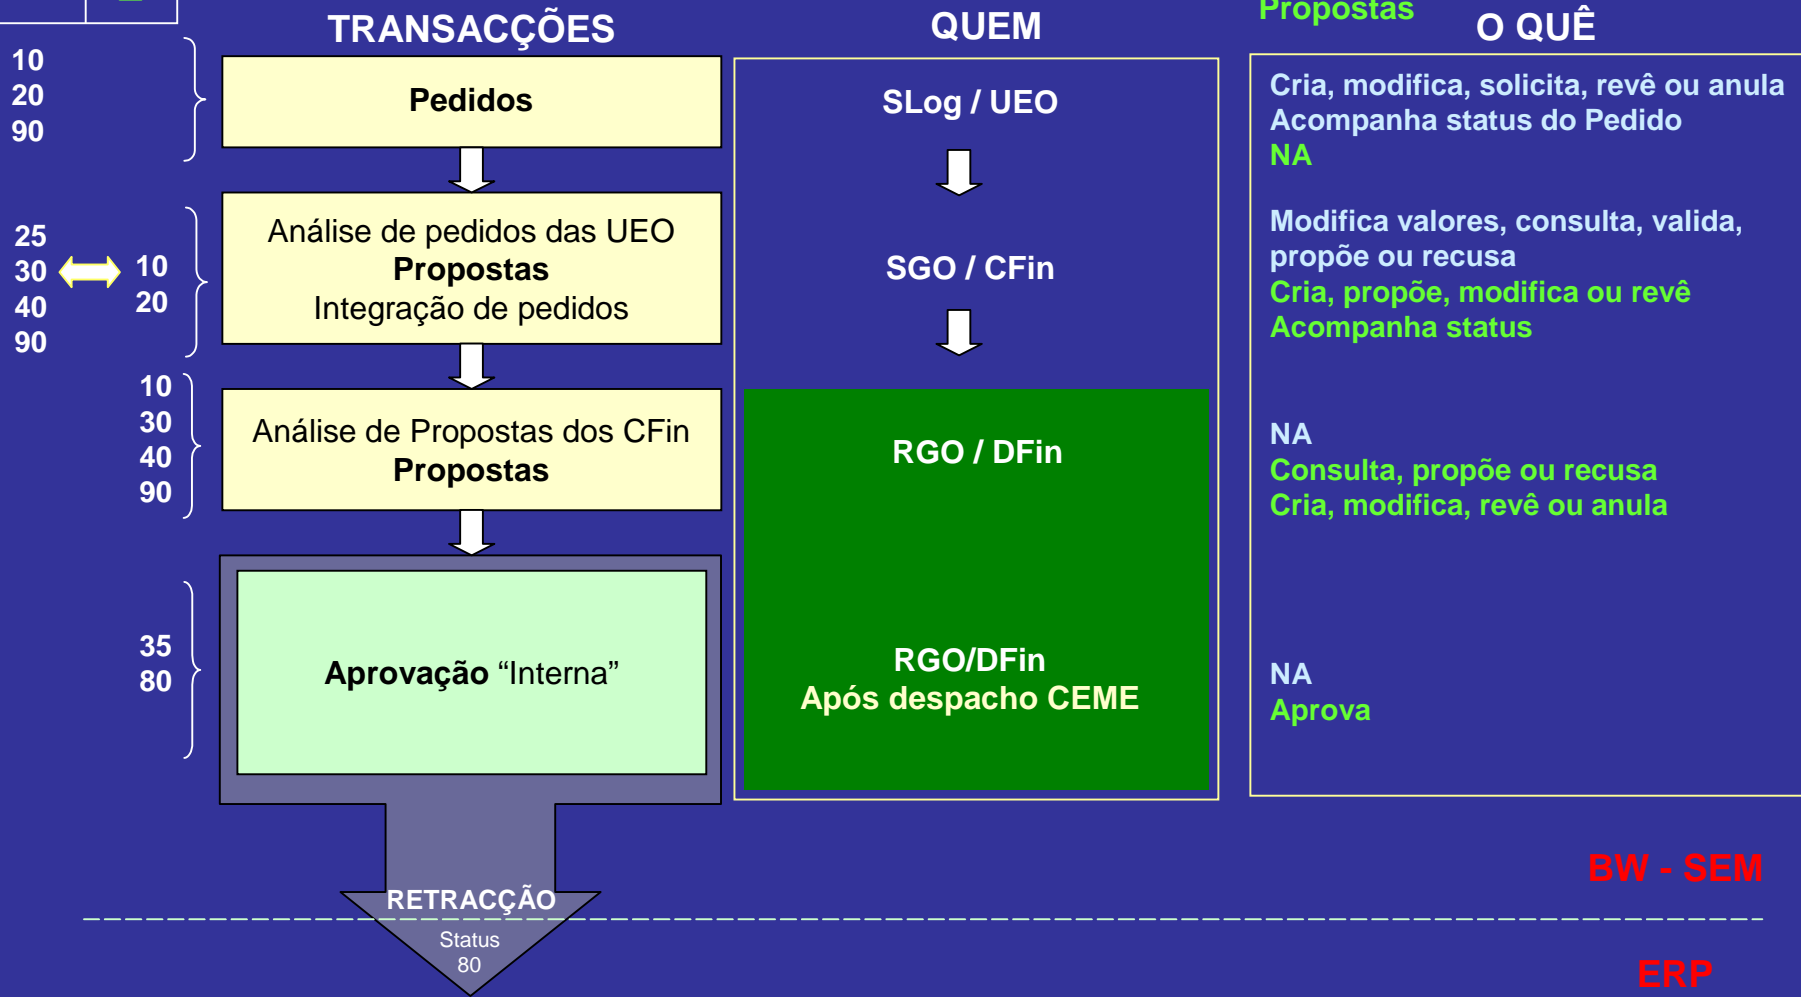 Propostas
TRANSACÇÕES
QUEM
O QUÊ
10
20
90
Pedidos
SLog / UEO
Cria, modifica, solicita, revê ou anula
Acompanha status do Pedido
NA
25
30
40
90
10
20
Análise de pedidos das UEO
Propostas
Integração de pedidos
SGO / CFin
Modifica valores, consulta, valida,
propõe ou recusa
Cria, propõe, modifica ou revê
Acompanha status
10
30
40
90
Análise de Propostas dos CFin
Propostas
RGO / DFin
NA
Consulta, propõe ou recusa
Cria, modifica, revê ou anula
35
80
Aprovação “Interna”
RGO/DFin
Após despacho CEME
NA
Aprova
BW - SEM
RETRACÇÃO
Status
80
ERP